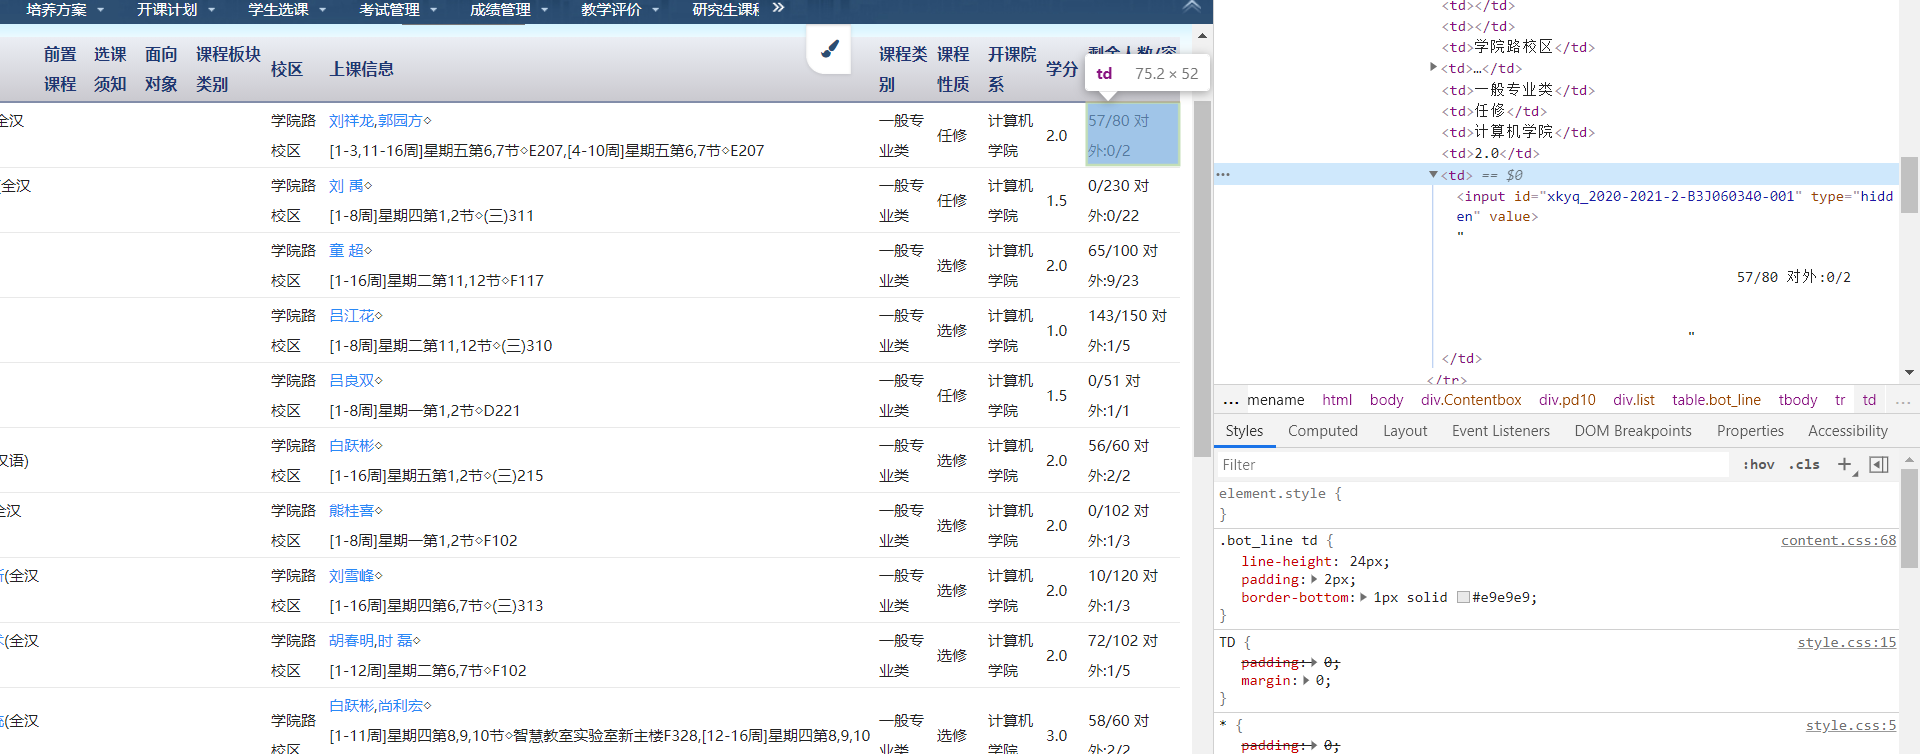 培养方案 开课计划 学生选课 考试管理 成绩管理 教学评价 研究生课程
前置课程 选课须知 面向对象 课程板块类别 校区 上课信息 课程类别 课程性质 开课院系 学分 剩余人数/容
td 75.2 × 52
全汉 学院路校区 刘祥龙,郭园方◇ 一般专业类 任修 计算机学院 2.0 57/80 对外:0/2
[1-3,11-16周]星期五第6,7节◇E207,[4-10周]星期五第6,7节◇E207
(全汉 学院路校区 刘 禹◇ 一般专业类 任修 计算机学院 1.5 0/230 对外:0/22
[1-8周]星期四第1,2节◇(三)311
学院路校区 童 超◇ 一般专业类 选修 计算机学院 2.0 65/100 对外:9/23
[1-16周]星期二第11,12节◇F117
学院路校区 吕江花◇ 一般专业类 选修 计算机学院 1.0 143/150 对外:1/5
[1-8周]星期二第11,12节◇(三)310
学院路校区 吕良双◇ 一般专业类 任修 计算机学院 1.5 0/51 对外:1/1
[1-8周]星期一第1,2节◇D221
汉语) 学院路校区 白跃彬◇ 一般专业类 选修 计算机学院 2.0 56/60 对外:2/2
[1-16周]星期五第1,2节◇(三)215
全汉 学院路校区 熊桂喜◇ 一般专业类 选修 计算机学院 2.0 0/102 对外:1/3
[1-8周]星期一第1,2节◇F102
(全汉 学院路校区 刘雪峰◇ 一般专业类 选修 计算机学院 2.0 10/120 对外:1/3
[1-16周]星期四第6,7节◇(三)313
(全汉 学院路校区 胡春明,时 磊◇ 一般专业类 选修 计算机学院 2.0 72/102 对外:1/5
[1-12周]星期二第6,7节◇F102
(全汉 学院路校区 白跃彬,尚利宏◇ 一般专业类 选修 计算机学院 3.0 58/60 对外:2/2
[1-11周]星期四第8,9,10节◇智慧教室实验室新主楼F328,[12-16周]星期四第8,9,10
<td></td>
<td></td>
<td>学院路校区</td>
<td>…</td>
<td>一般专业类</td>
<td>任修</td>
<td>计算机学院</td>
<td>2.0</td>
… <td> == $0
<input id="xkyq_2020-2021-2-B3J060340-001" type="hidd
en" value>
"
57/80 对外:0/2
"
</td>
</tr>
… mename html body div.Contentbox div.pd10 div.list table.bot_line tbody tr td …
Styles Computed Layout Event Listeners DOM Breakpoints Properties Accessibility
Filter :hov .cls +
element.style {
}
.bot_line td { content.css:68
line-height: 24px;
padding: 2px;
border-bottom: 1px solid #e9e9e9;
}
TD { style.css:15
padding: 0;
margin: 0;
}
* { style.css:5
padding: 0;